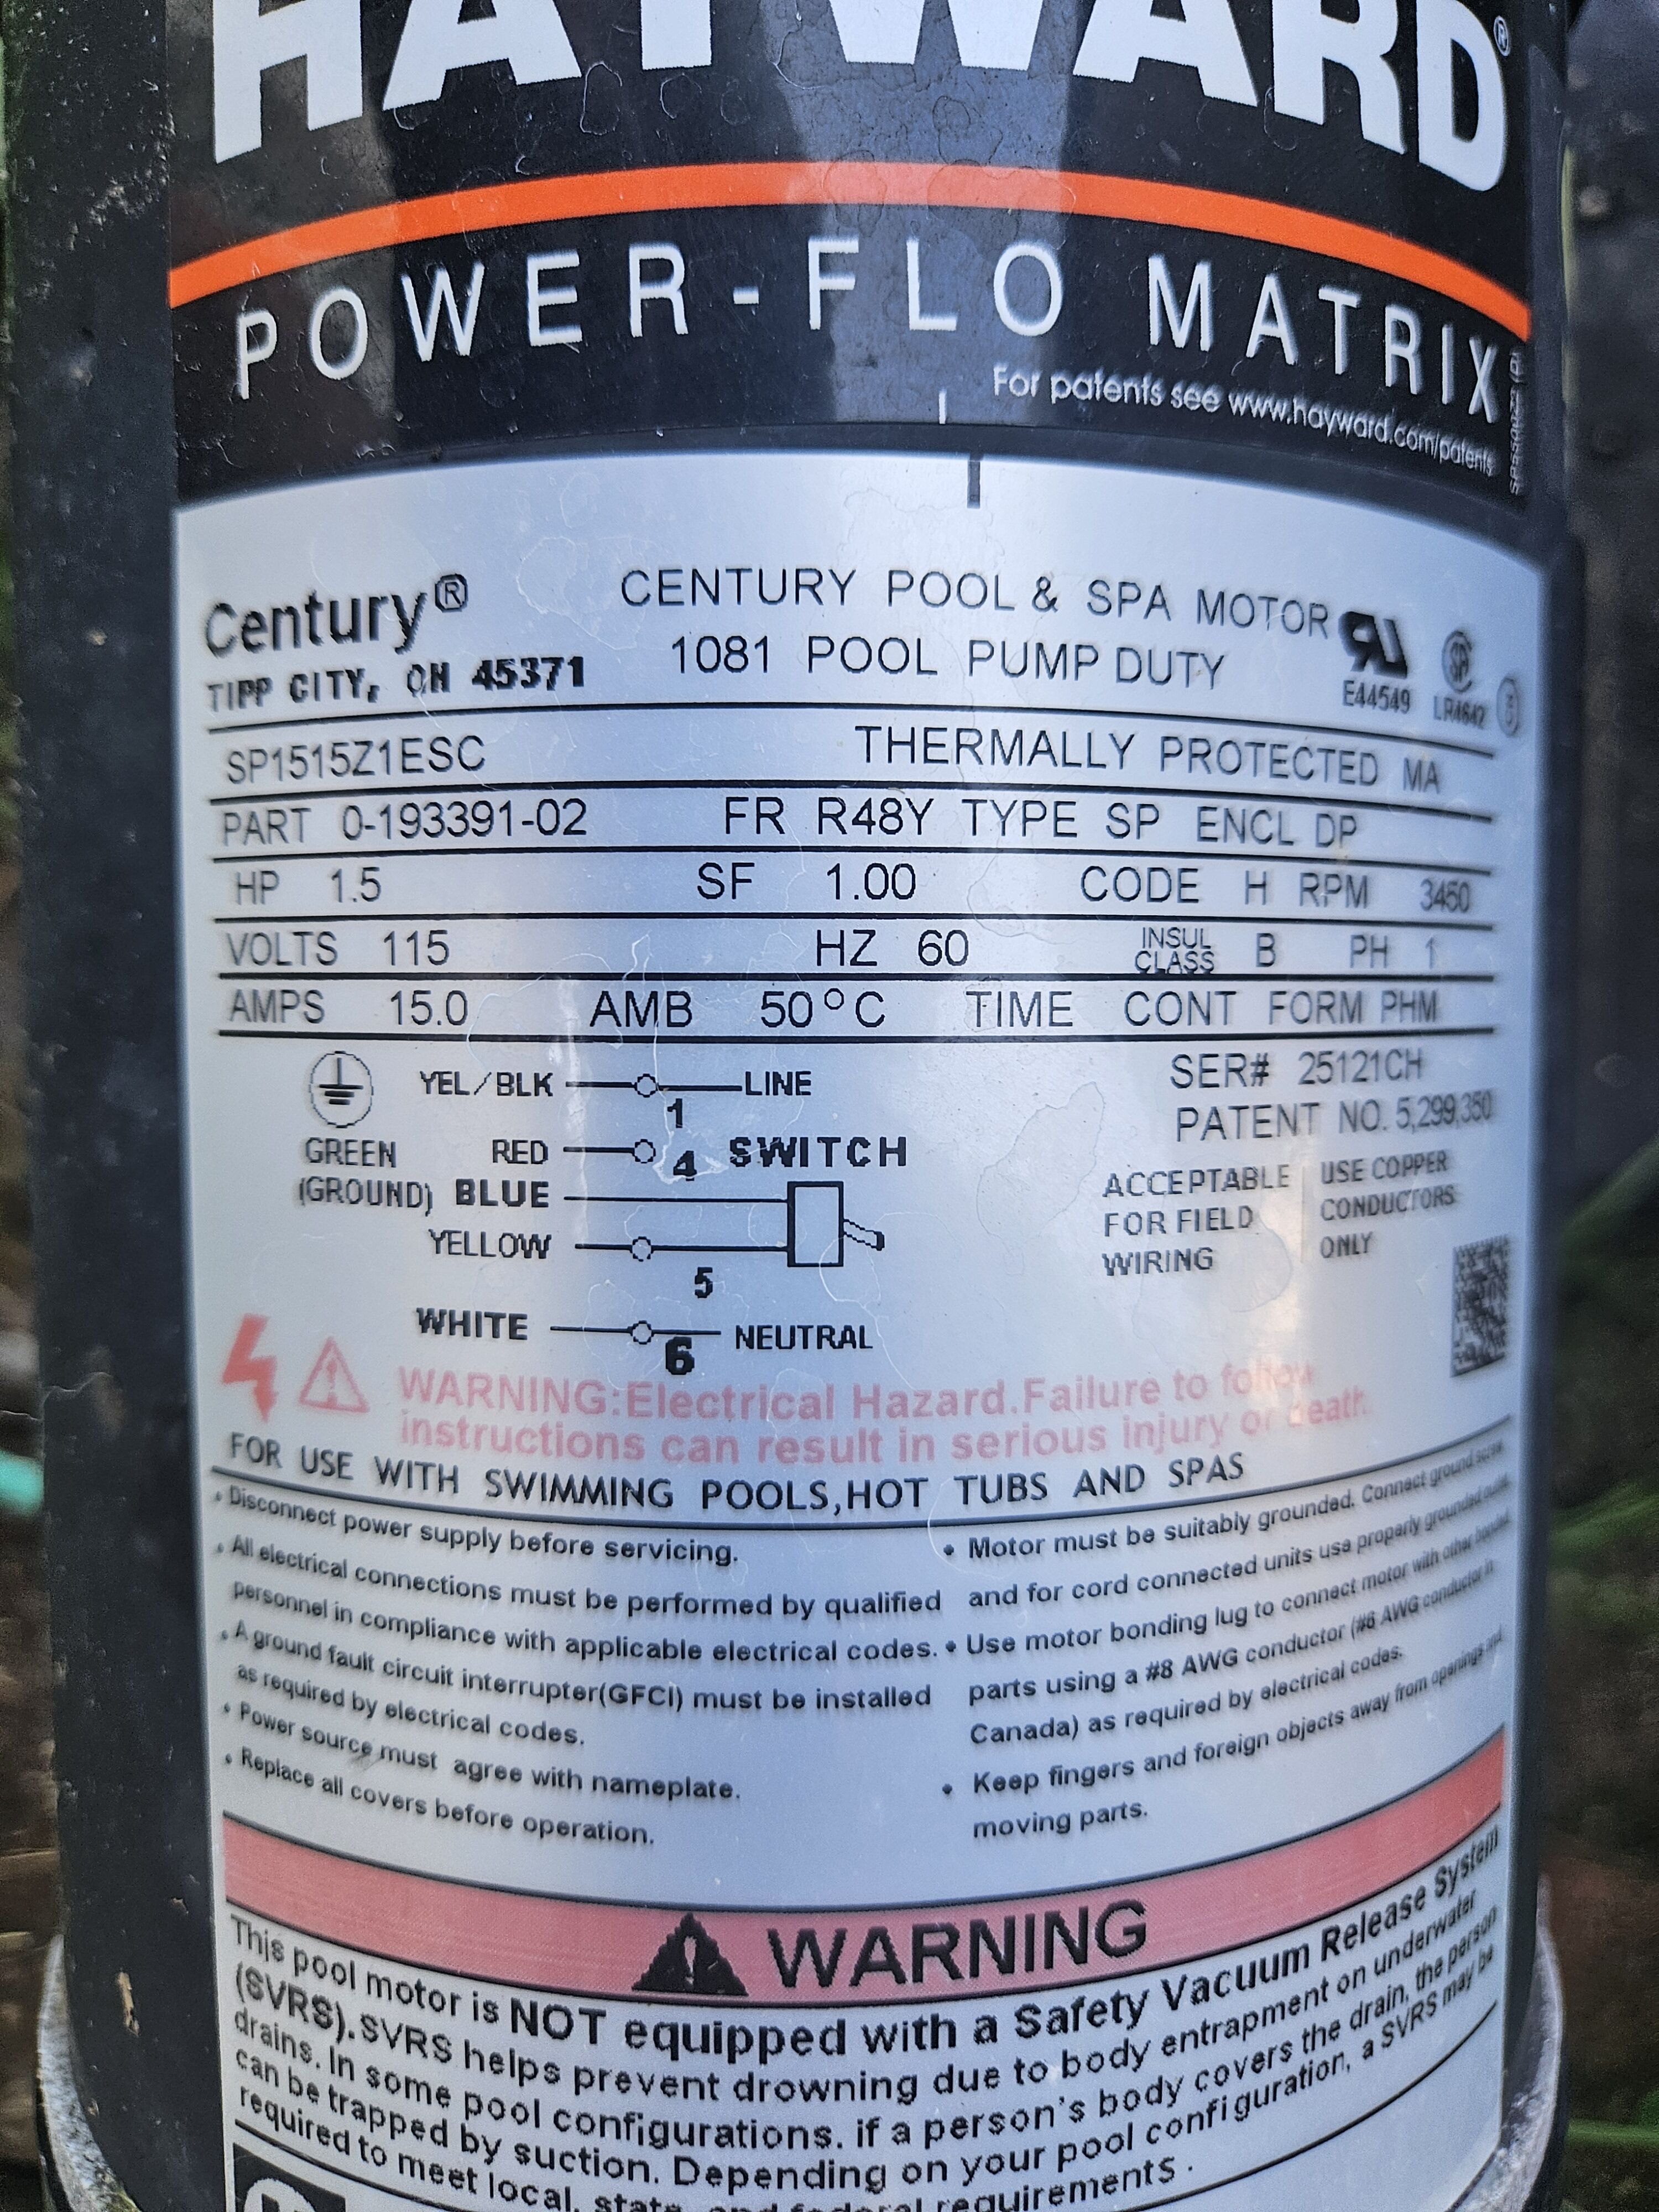 HAYWARD®
POWER-FLO MATRIX
For patents see www.hayward.com/patents
Century® CENTURY POOL & SPA MOTOR
TIPP CITY, OH 45371 1081 POOL PUMP DUTY
E44549 LR4642
SP1515Z1ESC THERMALLY PROTECTED MA
PART 0-193391-02 FR R48Y TYPE SP ENCL DP
HP 1.5 SF 1.00 CODE H RPM 3450
VOLTS 115 HZ 60 INSUL CLASS B PH 1
AMPS 15.0 AMB 50°C TIME CONT FORM PHM
YEL/BLK LINE
1
RED 4 SWITCH
GREEN
(GROUND)
BLUE
YELLOW
5
WHITE NEUTRAL
6
SER# 25121CH
PATENT NO. 5,299,350
ACCEPTABLE
FOR FIELD
WIRING
USE COPPER
CONDUCTORS
ONLY
WARNING:Electrical Hazard.Failure to follow
instructions can result in serious injury or death
FOR USE WITH SWIMMING POOLS,HOT TUBS AND SPAS
• Disconnect power supply before servicing.
• All electrical connections must be performed by qualified
personnel in compliance with applicable electrical codes.
• A ground fault circuit interrupter(GFCI) must be installed
as required by electrical codes.
• Power source must agree with nameplate.
• Replace all covers before operation.
• Motor must be suitably grounded. Connect ground screw
and for cord connected units use properly grounded
• Use motor bonding lug to connect motor with other bonded
parts using a #8 AWG conductor (#6 AWG conductor in
Canada) as required by electrical codes.
• Keep fingers and foreign objects away from openings and
moving parts.
WARNING
This pool motor is NOT equipped with a Safety Vacuum Release System
(SVRS).SVRS helps prevent drowning due to body entrapment on underwater
drains. In some pool configurations. if a person's body covers the drain, the person
can be trapped by suction. Depending on your pool configuration, a SVRS may be
required to meet local, state, and federal requirements.